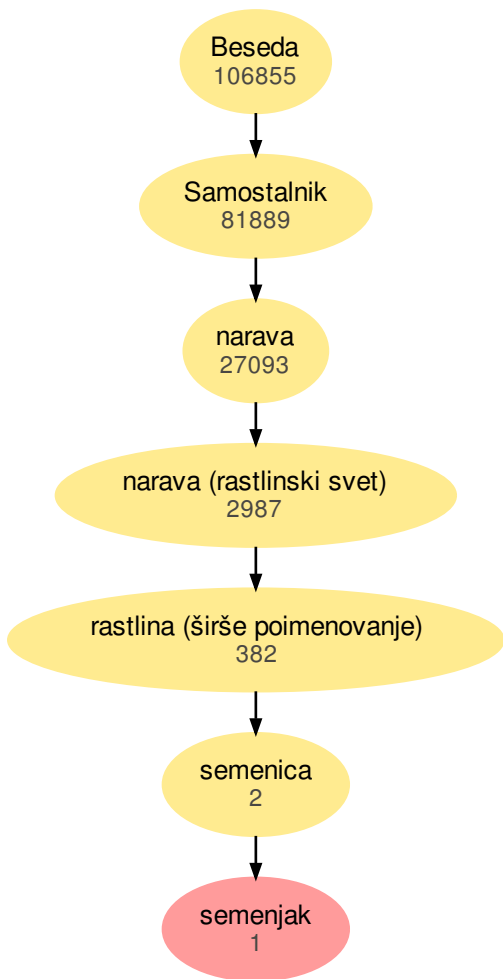 Beseda
106855
Samostalnik
81889
narava
27093
narava (rastlinski svet)
2987
rastlina (širše poimenovanje)
382
semenica
2
semenjak
1